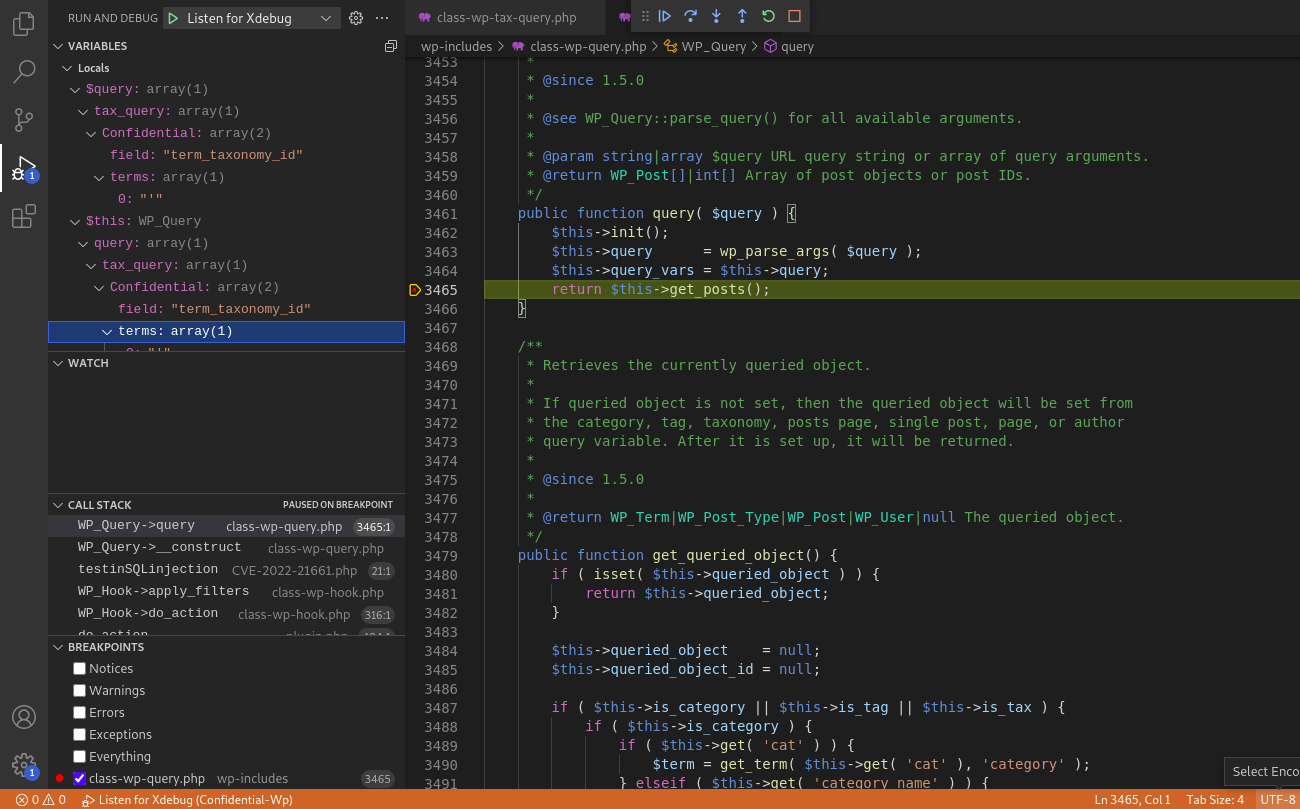 RUN AND DEBUG Listen for Xdebug
VARIABLES
Locals
$query: array(1)
tax_query: array(1)
Confidential: array(2)
field: "term_taxonomy_id"
terms: array(1)
0: "'"
$this: WP_Query
query: array(1)
tax_query: array(1)
Confidential: array(2)
field: "term_taxonomy_id"
terms: array(1)
0: "'"
WATCH
CALL STACK PAUSED ON BREAKPOINT
WP_Query->query class-wp-query.php 3465:1
WP_Query->__construct class-wp-query.php
testinSQLinjection CVE-2022-21661.php 21:1
WP_Hook->apply_filters class-wp-hook.php
WP_Hook->do_action class-wp-hook.php 316:1
do_action plugin.php
BREAKPOINTS
Notices
Warnings
Errors
Exceptions
Everything
class-wp-query.php wp-includes 3465
class-wp-tax-query.php
wp-includes > class-wp-query.php > WP_Query > query
3453 *
3454 * @since 1.5.0
3455 *
3456 * @see WP_Query::parse_query() for all available arguments.
3457 *
3458 * @param string|array $query URL query string or array of query arguments.
3459 * @return WP_Post[]|int[] Array of post objects or post IDs.
3460 */
3461 public function query( $query ) {
3462 $this->init();
3463 $this->query = wp_parse_args( $query );
3464 $this->query_vars = $this->query;
3465 return $this->get_posts();
3466 }
3467
3468 /**
3469 * Retrieves the currently queried object.
3470 *
3471 * If queried object is not set, then the queried object will be set from
3472 * the category, tag, taxonomy, posts page, single post, page, or author
3473 * query variable. After it is set up, it will be returned.
3474 *
3475 * @since 1.5.0
3476 *
3477 * @return WP_Term|WP_Post_Type|WP_Post|WP_User|null The queried object.
3478 */
3479 public function get_queried_object() {
3480 if ( isset( $this->queried_object ) ) {
3481 return $this->queried_object;
3482 }
3483
3484 $this->queried_object = null;
3485 $this->queried_object_id = null;
3486
3487 if ( $this->is_category || $this->is_tag || $this->is_tax ) {
3488 if ( $this->is_category ) {
3489 if ( $this->get( 'cat' ) ) {
3490 $term = get_term( $this->get( 'cat' ), 'category' );
3491 } elseif ( $this->get( 'category_name' ) ) {
1
1
Select Enco
0 0 Listen for Xdebug (Confidential-Wp) Ln 3465, Col 1 Tab Size: 4 UTF-8